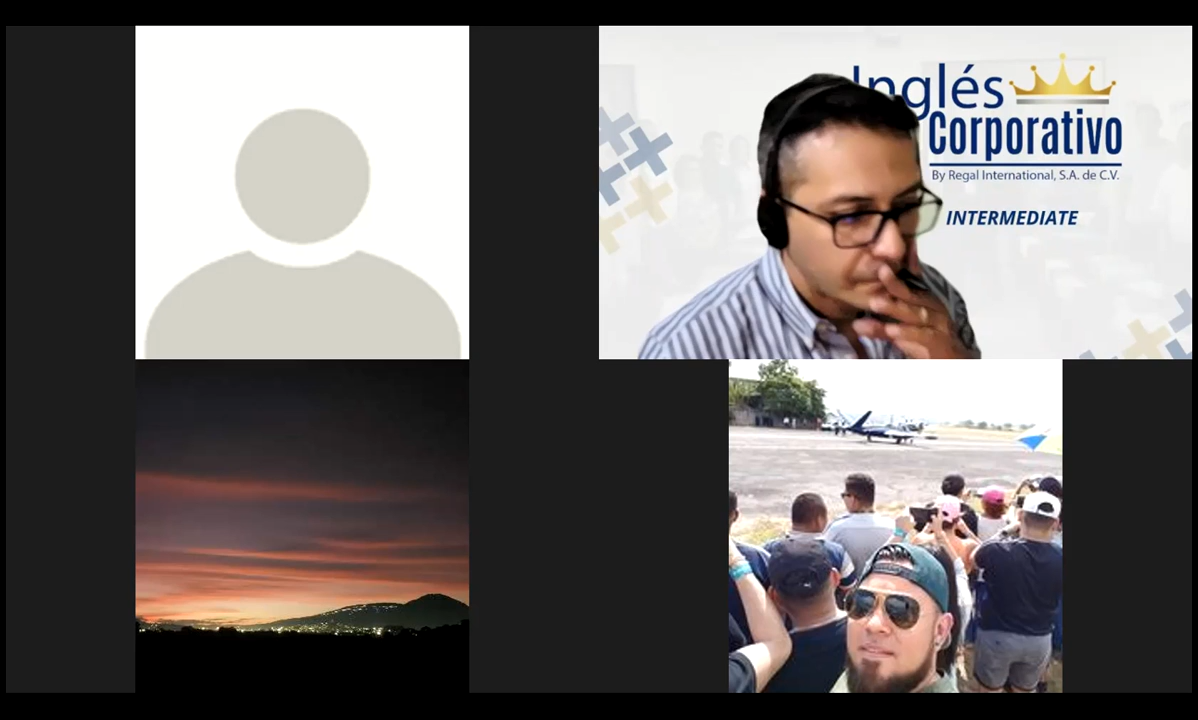 Inglés
Corporativo
By Regal International, S.A. de C.V.
INTERMEDIATE